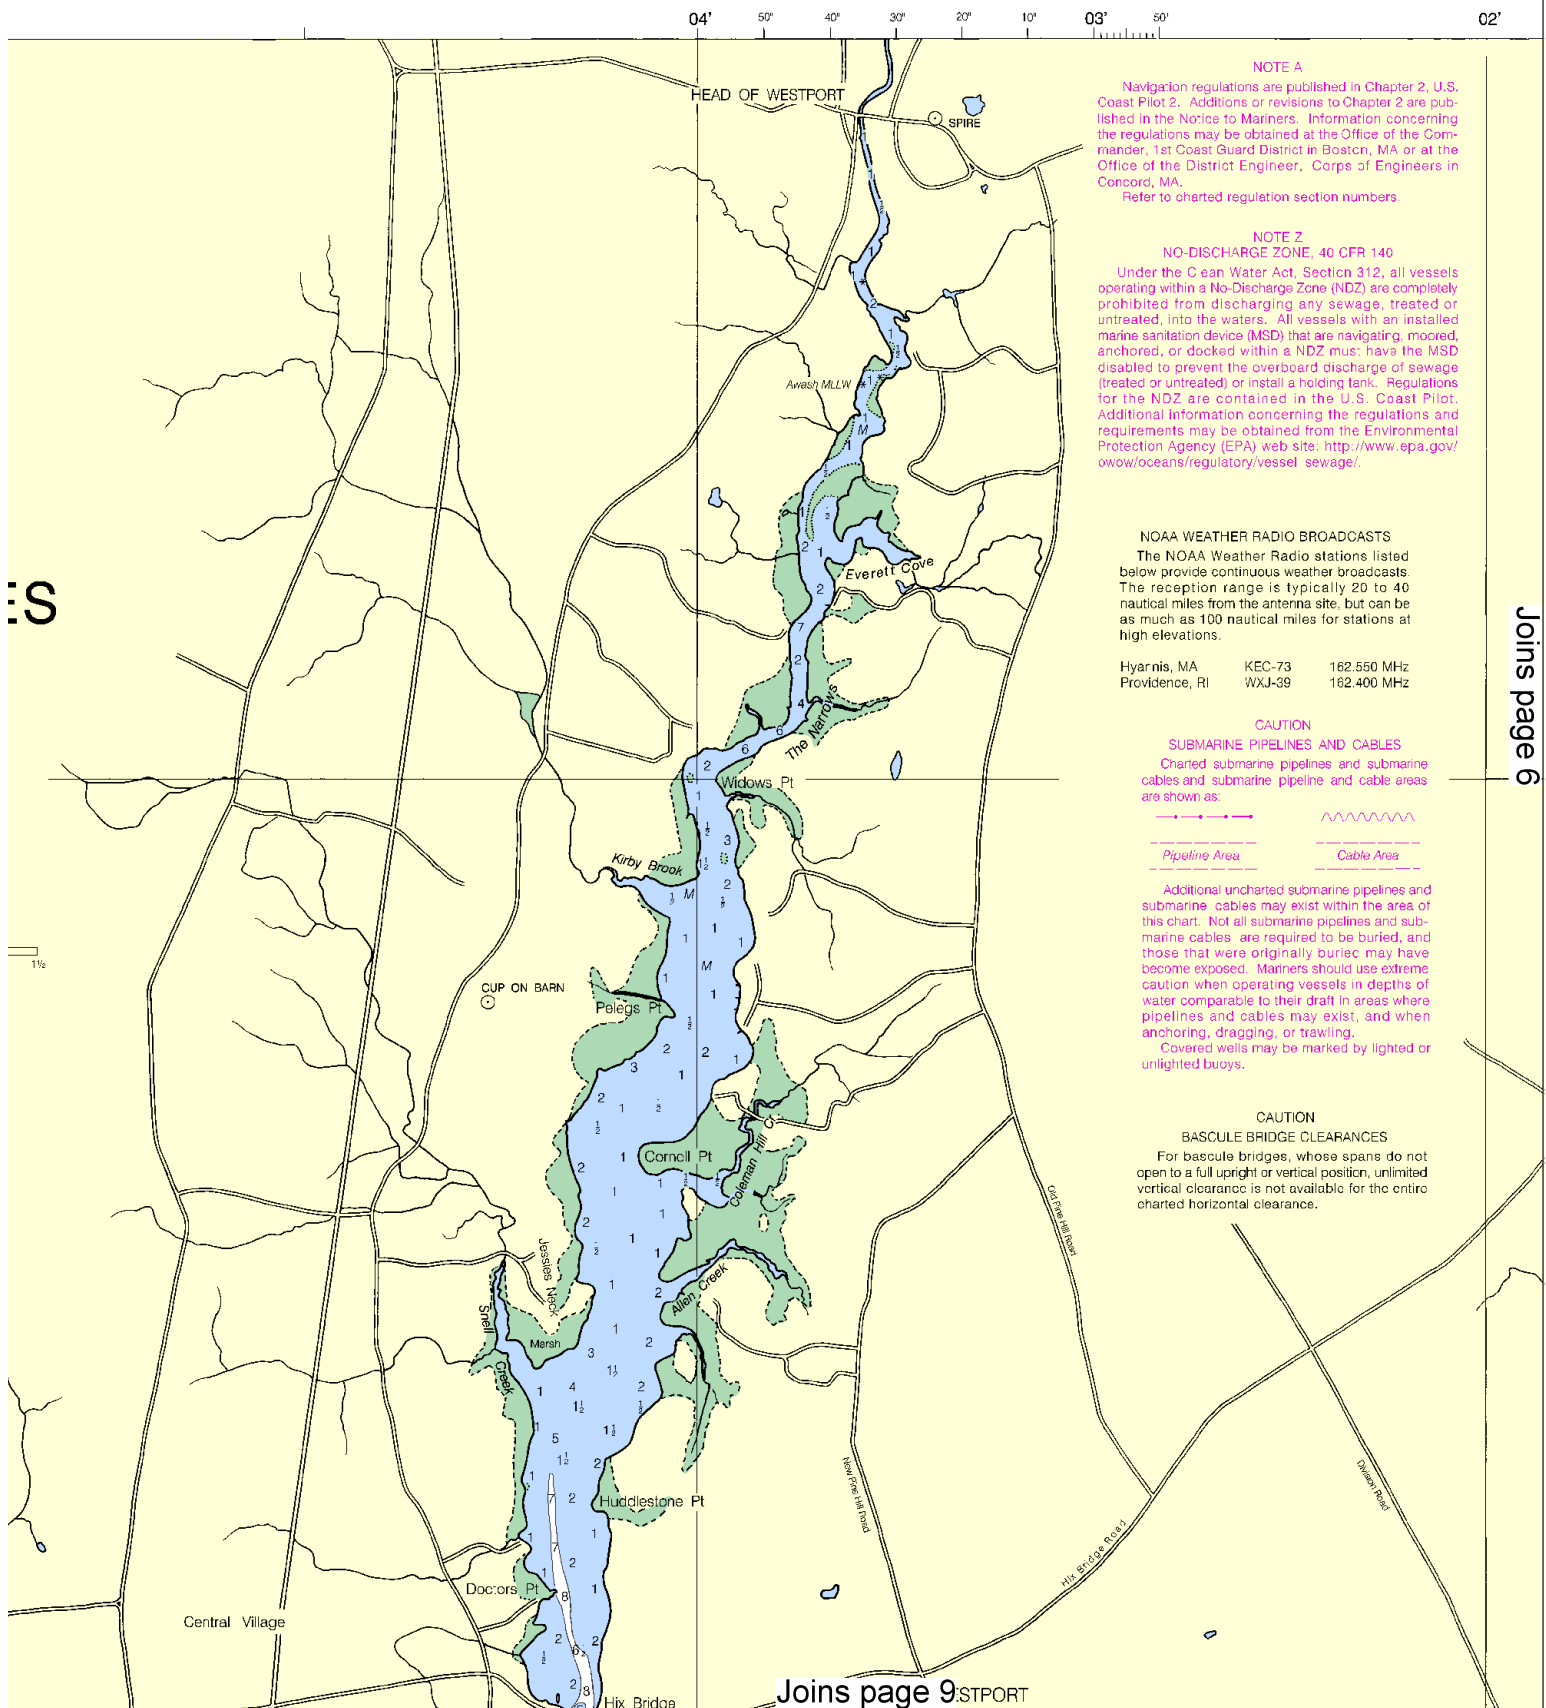 04'
50"
40"
30"
20"
10"
03'
50'
02'
HEAD OF WESTPORT
SPIRE
NOTE A
Navigation regulations are published in Chapter 2, U.S.
Coast Pilot 2. Additions or revisions to Chapter 2 are pub-
lished in the Notice to Mariners. Information concerning
the regulations may be obtained at the Office of the Com-
mander, 1st Coast Guard District in Boston, MA or at the
Office of the District Engineer, Corps of Engineers in
Concord, MA.
Refer to charted regulation section numbers.
NOTE Z
NO-DISCHARGE ZONE, 40 CFR 140
Under the Clean Water Act, Section 312, all vessels
operating within a No-Discharge Zone (NDZ) are completely
prohibited from discharging any sewage, treated or
untreated, into the waters. All vessels with an installed
marine sanitation device (MSD) that are navigating, moored,
anchored, or docked within a NDZ must have the MSD
disabled to prevent the overboard discharge of sewage
(treated or untreated) or install a holding tank. Regulations
for the NDZ are contained in the U.S. Coast Pilot.
Additional information concerning the regulations and
requirements may be obtained from the Environmental
Protection Agency (EPA) web site: http://www.epa.gov/
owow/oceans/regulatory/vessel sewage/.
Awash MLLW
M
Everett Cove
NOAA WEATHER RADIO BROADCASTS
The NOAA Weather Radio stations listed
below provide continuous weather broadcasts.
The reception range is typically 20 to 40
nautical miles from the antenna site, but can be
as much as 100 nautical miles for stations at
high elevations.
Hyannis, MA KEC-73 162.550 MHz
Providence, RI WXJ-39 162.400 MHz
ES
Joins page 6
The Narrows
Widows Pt
CAUTION
SUBMARINE PIPELINES AND CABLES
Charted submarine pipelines and submarine
cables and submarine pipeline and cable areas
are shown as:
Pipeline Area
Cable Area
Additional uncharted submarine pipelines and
submarine cables may exist within the area of
this chart. Not all submarine pipelines and sub-
marine cables are required to be buried, and
those that were originally buried may have
become exposed. Mariners should use extreme
caution when operating vessels in depths of
water comparable to their draft in areas where
pipelines and cables may exist, and when
anchoring, dragging, or trawling.
Covered wells may be marked by lighted or
unlighted buoys.
Kirby Brook
M
M
1½
CUP ON BARN
Pelegs Pt
CAUTION
BASCULE BRIDGE CLEARANCES
For bascule bridges, whose spans do not
open to a full upright or vertical position, unlimited
vertical clearance is not available for the entire
charted horizontal clearance.
Cornell Pt
Coleman Hill C
Old Pine Hill Road
Jessies Neck
Allen Creek
Snell Creek
Marsh
Huddlestone Pt
New Pine Hill Road
Division Road
Hix Bridge Road
Doctors Pt
Central Village
Hix Bridge
Joins page 9
STPORT